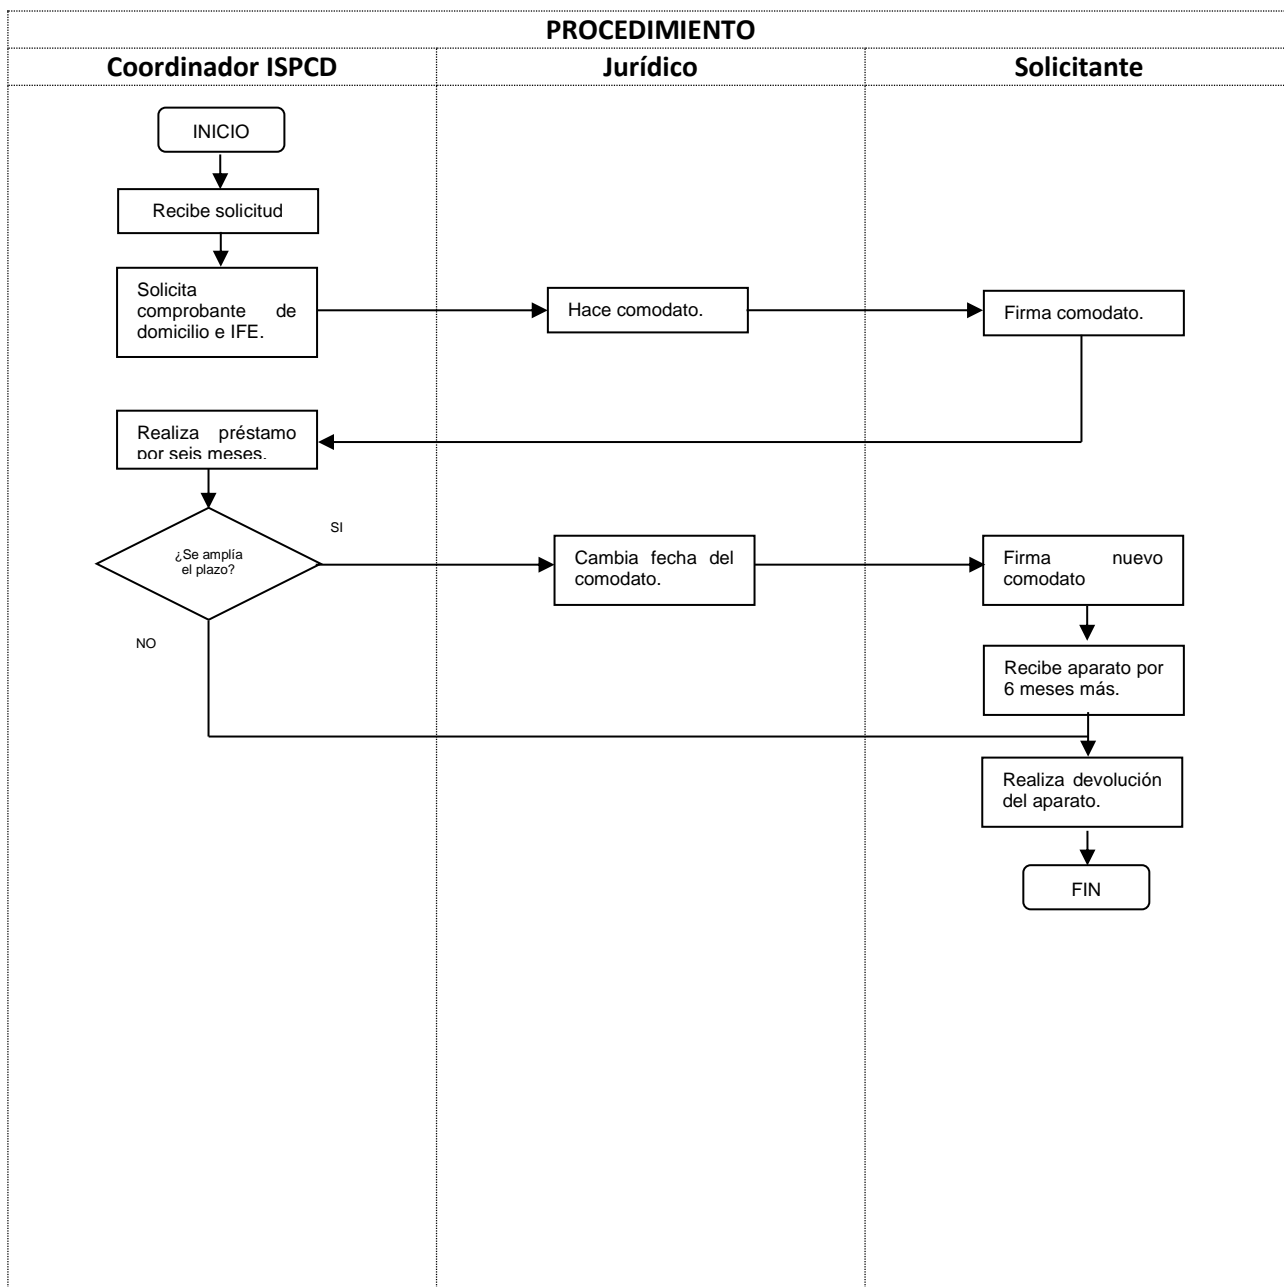 PROCEDIMIENTO
Coordinador ISPCD
Jurídico
Solicitante
INICIO
Recibe solicitud
Solicita
comprobante de
domicilio e IFE.
Hace comodato.
Firma comodato.
Realiza préstamo
por seis meses.
¿Se amplía
el plazo?
SI
NO
Cambia fecha del
comodato.
Firma nuevo
comodato
Recibe aparato por
6 meses más.
Realiza devolución
del aparato.
FIN